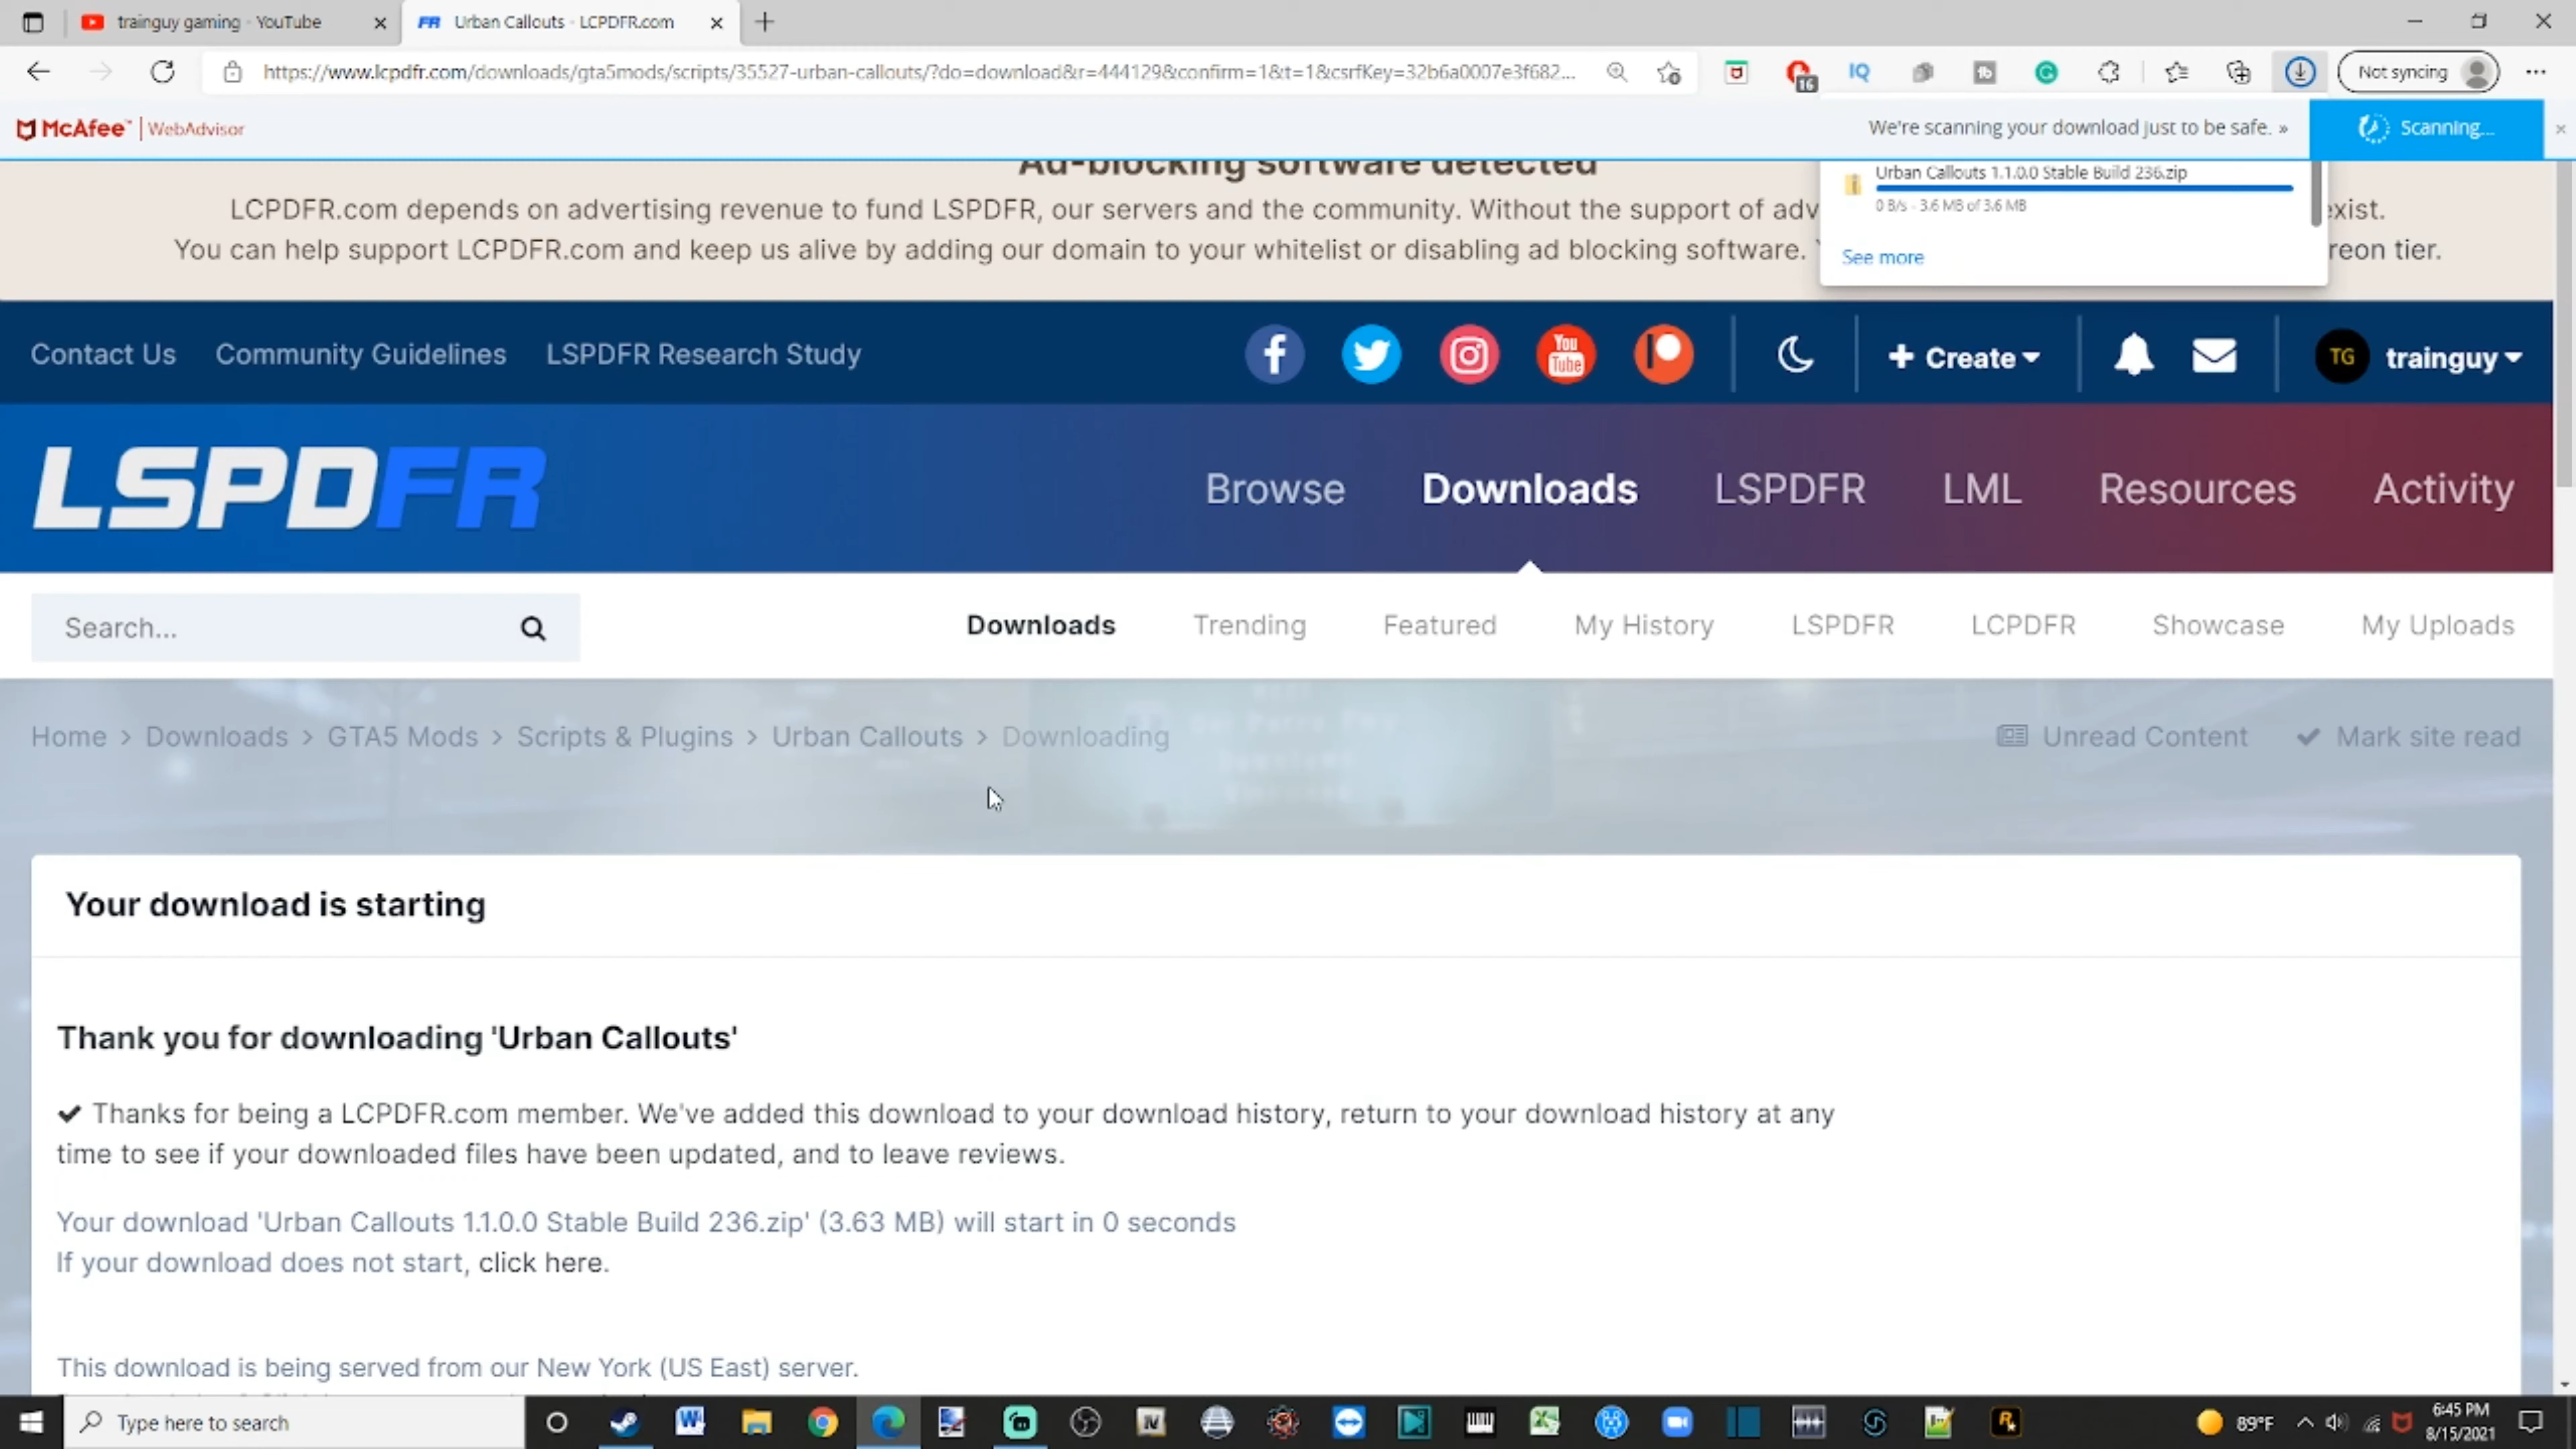 trainguy gaming - YouTube
Urban Callouts - LCPDFR.com
https://www.lcpdfr.com/downloads/gta5mods/scripts/35527-urban-callouts/?do=download&r=444129&confirm=1&t=1&csrfKey=32b6a0007e3f682...
16
IQ
Not syncing
McAfee™ | WebAdvisor
We're scanning your download just to be safe. »
Scanning...
Ad-blocking software detected
Urban Callouts 1.1.0.0 Stable Build 236.zip
0 B/s - 3.6 MB of 3.6 MB
See more
LCPDFR.com depends on advertising revenue to fund LSPDFR, our servers and the community. Without the support of adv
exist.
You can help support LCPDFR.com and keep us alive by adding our domain to your whitelist or disabling ad blocking software.
reon tier.
Contact Us
Community Guidelines
LSPDFR Research Study
You Tube
+ Create
TG
trainguy
LSPDFR
Browse
Downloads
LSPDFR
LML
Resources
Activity
Search...
Downloads
Trending
Featured
My History
LSPDFR
LCPDFR
Showcase
My Uploads
Home > Downloads > GTA5 Mods > Scripts & Plugins > Urban Callouts > Downloading
Unread Content
Mark site read
Your download is starting
Thank you for downloading 'Urban Callouts'
✔ Thanks for being a LCPDFR.com member. We've added this download to your download history, return to your download history at any
time to see if your downloaded files have been updated, and to leave reviews.
Your download 'Urban Callouts 1.1.0.0 Stable Build 236.zip' (3.63 MB) will start in 0 seconds
If your download does not start, click here.
This download is being served from our New York (US East) server.
Type here to search
89°F
6:45 PM
8/15/2021